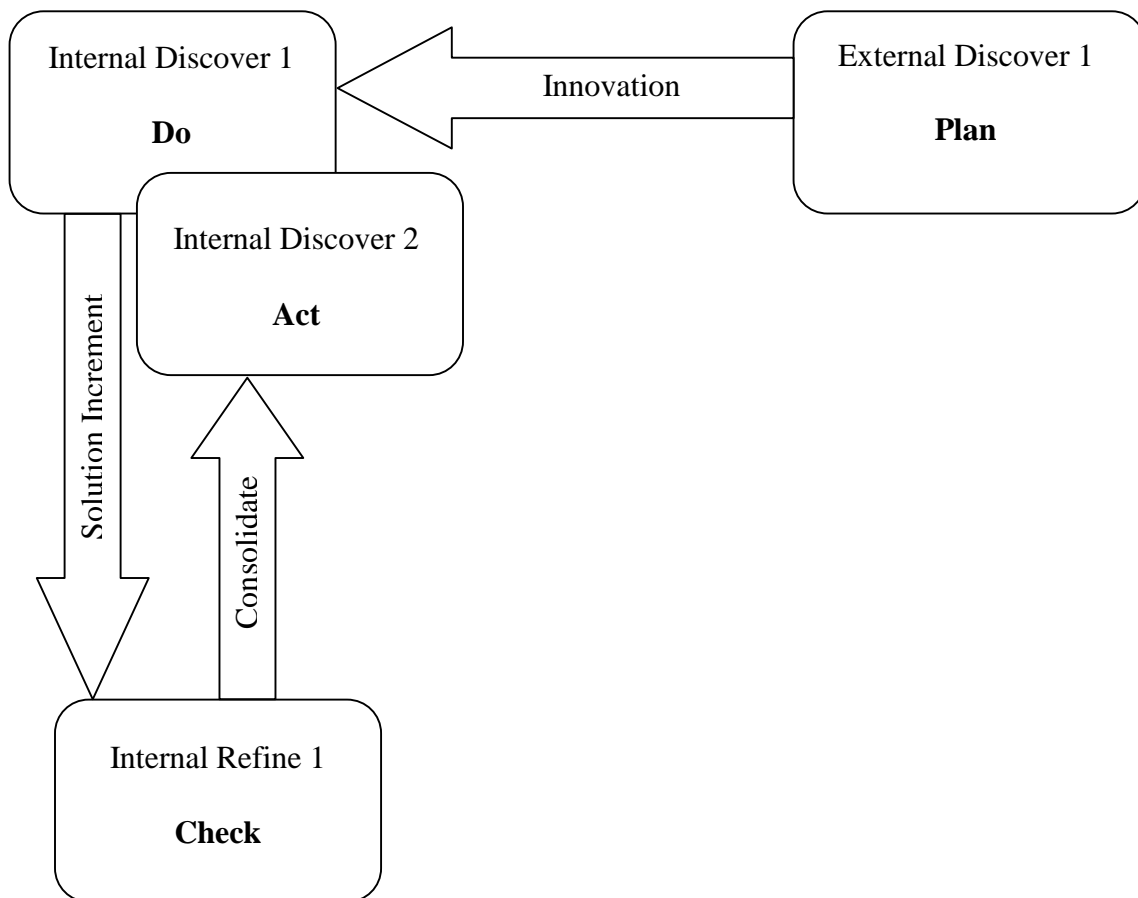 Internal Discover 1
Do
Innovation
External Discover 1
Plan
Internal Discover 2
Act
Solution Increment
Consolidate
Internal Refine 1
Check